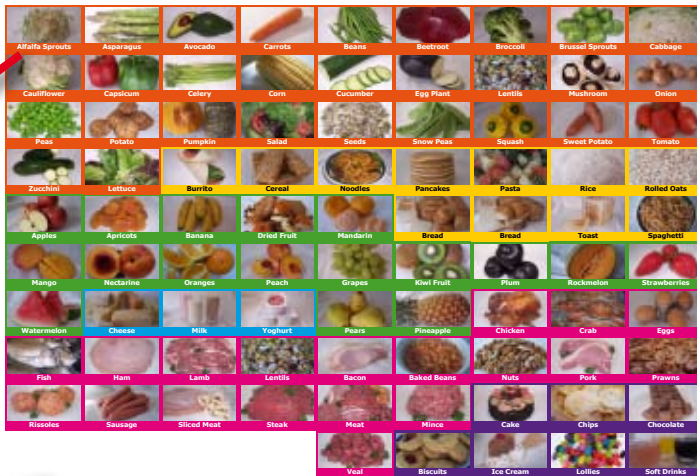 Alfalfa Sprouts Asparagus Avocado Carrots Beans Beetroot Broccoli Brussel Sprouts Cabbage
Cauliflower Capsicum Celery Corn Cucumber Egg Plant Lentils Mushroom Onion
Peas Potato Pumpkin Salad Seeds Snow Peas Squash Sweet Potato Tomato
Zucchini Lettuce Burrito Cereal Noodles Pancakes Pasta Rice Rolled Oats
Apples Apricots Banana Dried Fruit Mandarin Bread Bread Toast Spaghetti
Mango Nectarine Oranges Peach Grapes Kiwi Fruit Plum Rockmelon Strawberries
Watermelon Cheese Milk Yoghurt Pears Pineapple Chicken Crab Eggs
Fish Ham Lamb Lentils Bacon Baked Beans Nuts Pork Prawns
Rissoles Sausage Sliced Meat Steak Meat Mince Cake Chips Chocolate
Veal Biscuits Ice Cream Lollies Soft Drinks